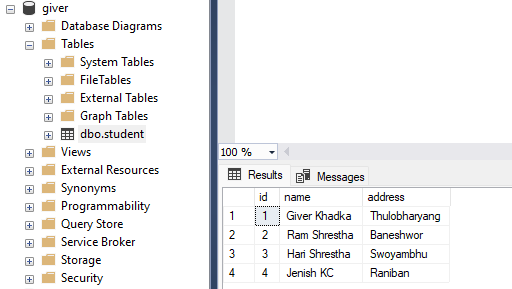 giver
Database Diagrams
Tables
System Tables
FileTables
External Tables
Graph Tables
dbo.student
Views
External Resources
Synonyms
Programmability
Query Store
Service Broker
Storage
Security
100 %
Results Messages
id name address
1 1 Giver Khadka Thulobharyang
2 2 Ram Shrestha Baneshwor
3 3 Hari Shrestha Swoyambhu
4 4 Jenish KC Raniban